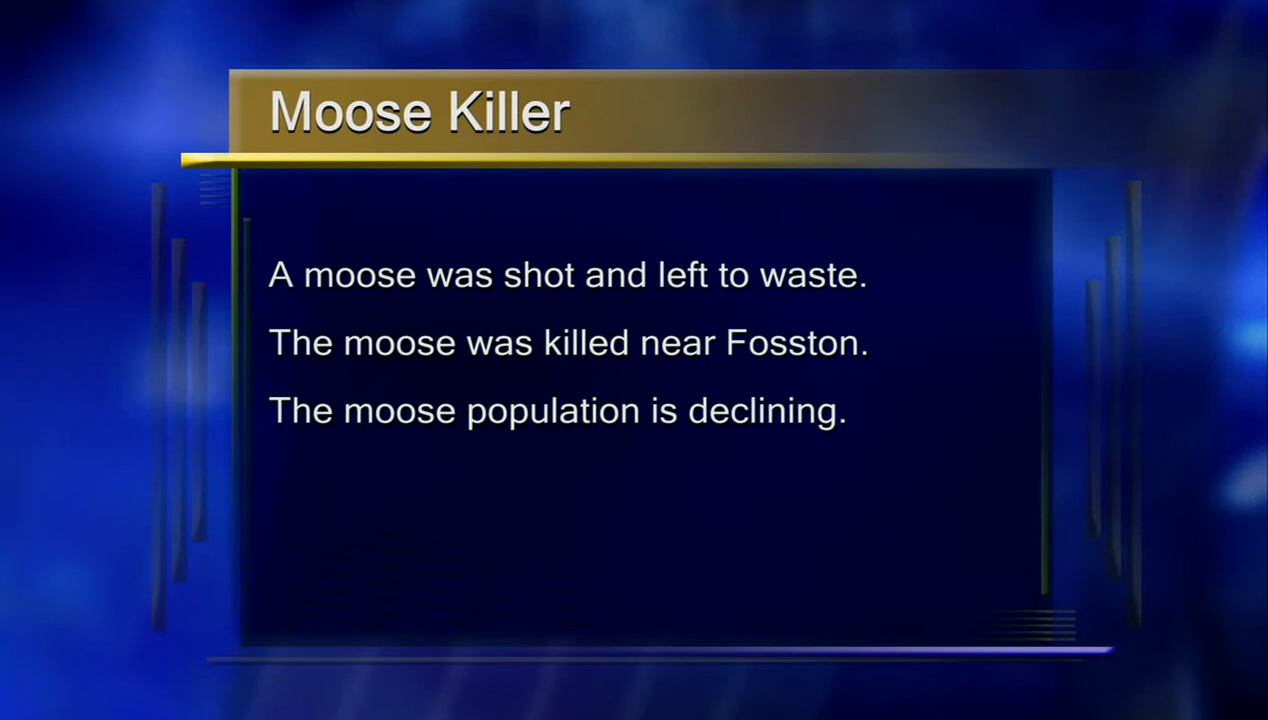 Moose Killer
A moose was shot and left to waste.
The moose was killed near Fosston.
The moose population is declining.